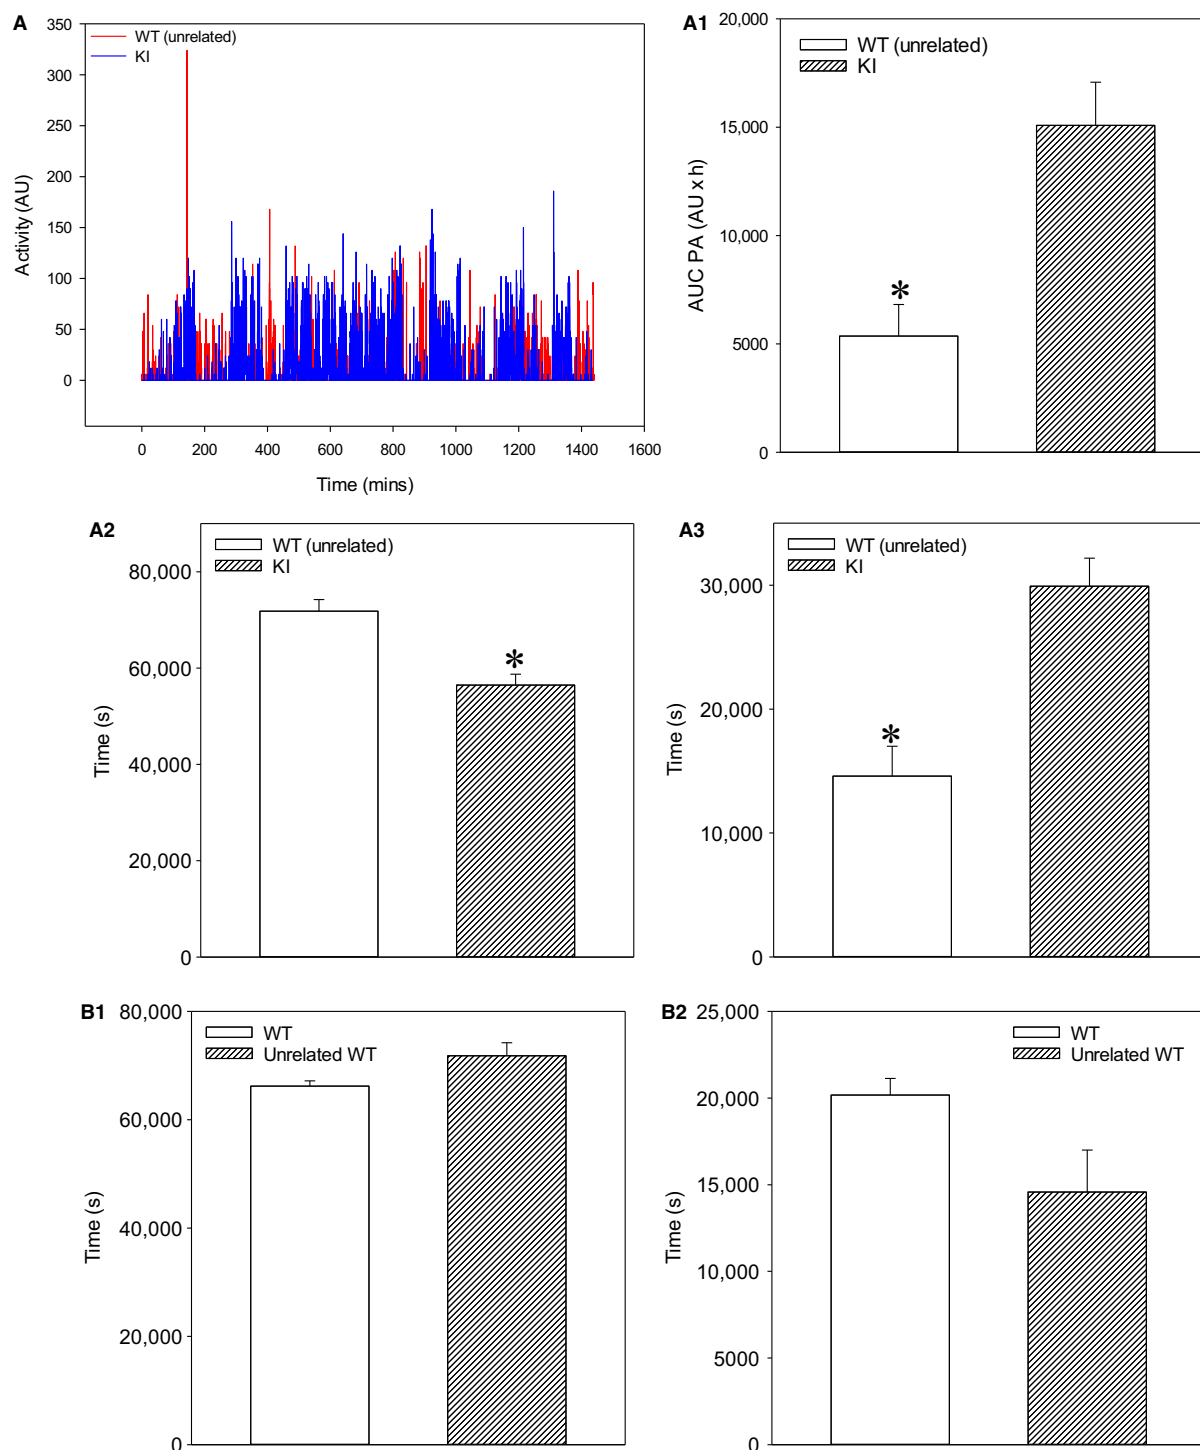 A
350
300
250
200
150
100
50
0
Activity (AU)
WT (unrelated)
KI
0 200 400 600 800 1000 1200 1400 1600
Time (mins)
A1
20,000
15,000
10,000
5000
0
AUC PA (AU x h)
WT (unrelated)
KI
*
A2
80,000
60,000
40,000
20,000
0
Time (s)
WT (unrelated)
KI
*
A3
30,000
20,000
10,000
0
Time (s)
WT (unrelated)
KI
*
B1
80,000
60,000
40,000
20,000
0
Time (s)
WT
Unrelated WT
B2
25,000
20,000
15,000
10,000
5000
0
Time (s)
WT
Unrelated WT